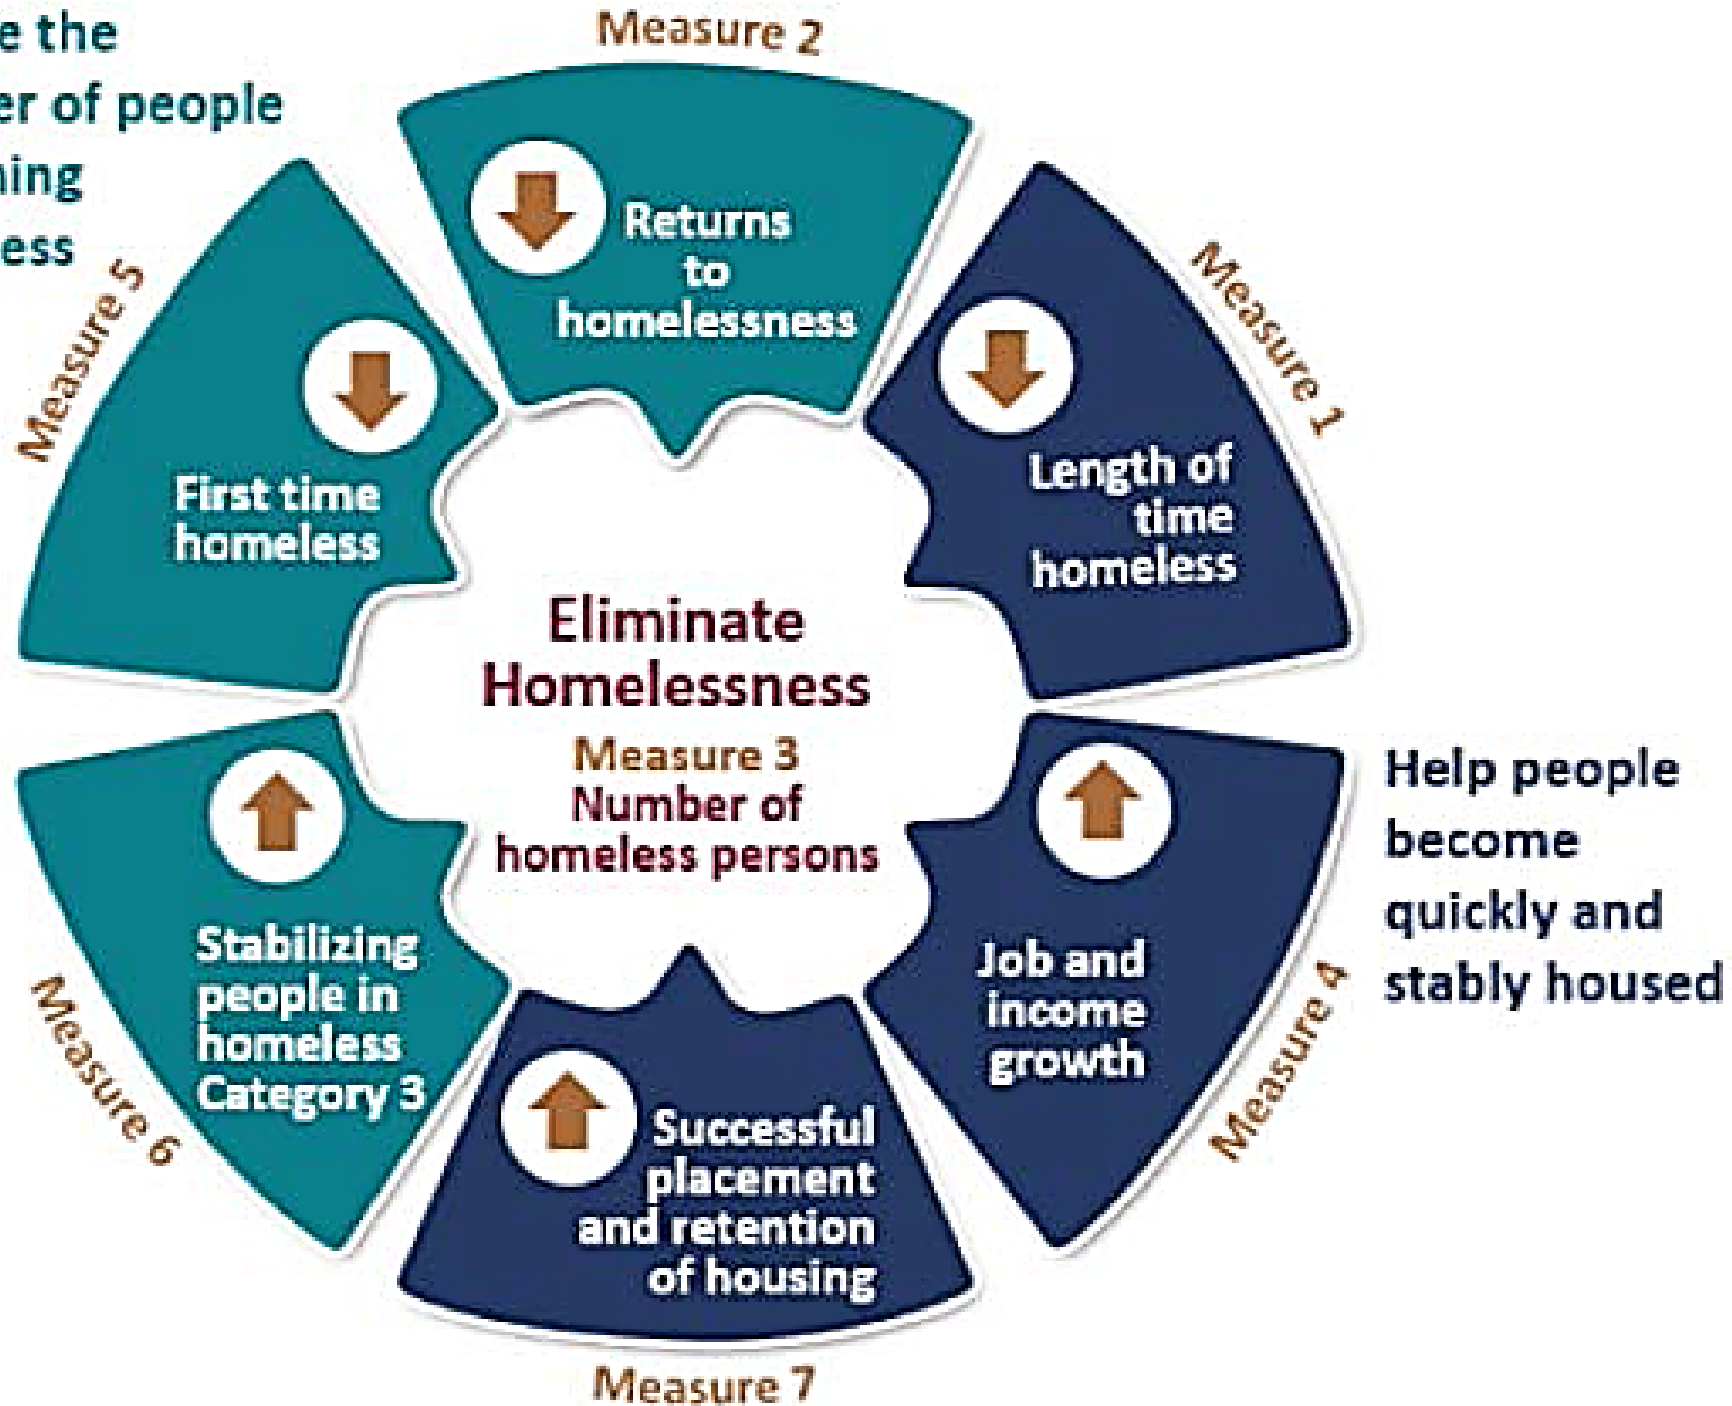 e the
er of people
ning
ess
Measure 2
Returns
to
homelessness
Measure 1
Length of
time
homeless
Measure 5
First time
homeless
Eliminate
Homelessness
Measure 3
Number of
homeless persons
Measure 6
Stabilizing
people in
homeless
Category 3
Measure 7
Successful
placement
and retention
of housing
Measure 4
Job and
income
growth
Help people
become
quickly and
stably housed